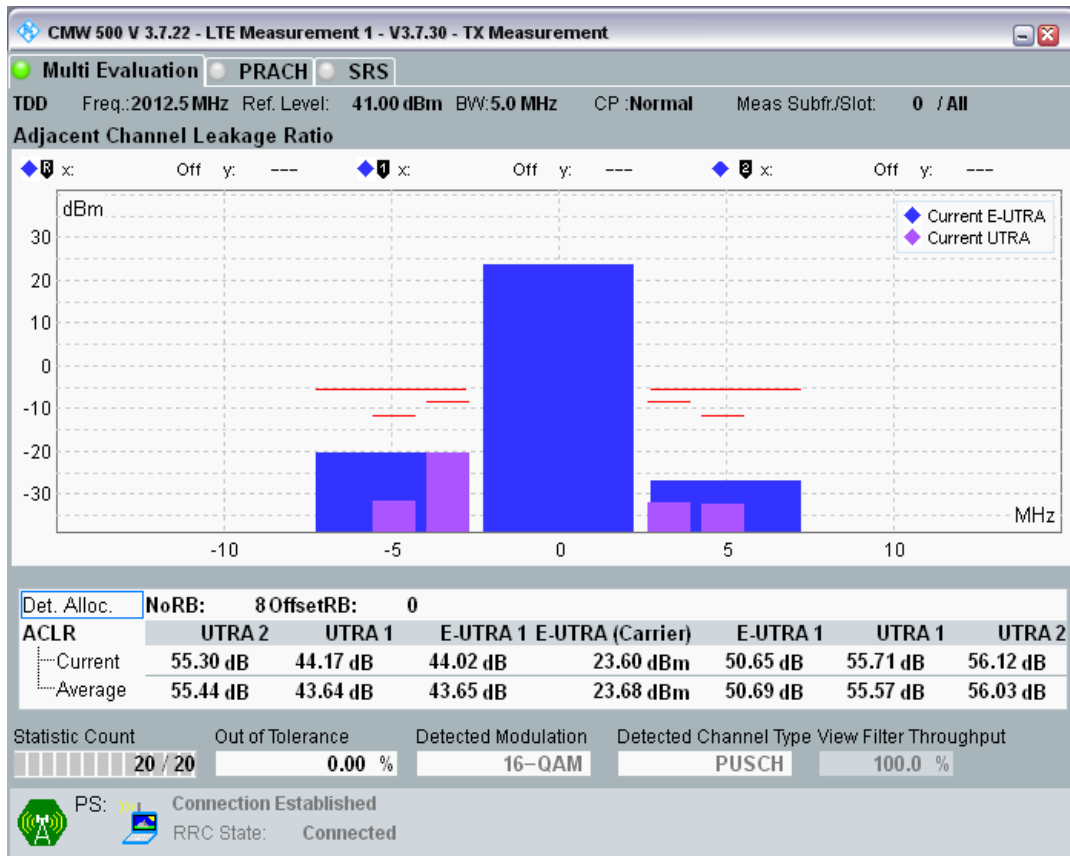 CMW 500 V 3.7.22 - LTE Measurement 1 - V3.7.30 - TX Measurement
Multi Evaluation PRACH SRS
TDD Freq.:2012.5 MHz Ref. Level: 41.00 dBm BW:5.0 MHz CP :Normal Meas Subfr./Slot: 0 / All
Adjacent Channel Leakage Ratio
R x: Off y: --- 1 x: Off y: --- 2 x: Off y: ---
dBm
Current E-UTRA
Current UTRA
30
20
10
0
-10
-20
-30
MHz
-10 -5 0 5 10
Det. Alloc. NoRB: 8 OffsetRB: 0
ACLR UTRA 2 UTRA 1 E-UTRA 1 E-UTRA (Carrier) E-UTRA 1 UTRA 1 UTRA 2
Current 55.30 dB 44.17 dB 44.02 dB 23.60 dBm 50.65 dB 55.71 dB 56.12 dB
Average 55.44 dB 43.64 dB 43.65 dB 23.68 dBm 50.69 dB 55.57 dB 56.03 dB
Statistic Count Out of Tolerance Detected Modulation Detected Channel Type View Filter Throughput
20 / 20 0.00 % 16-QAM PUSCH 100.0 %
PS: Connection Established
RRC State: Connected